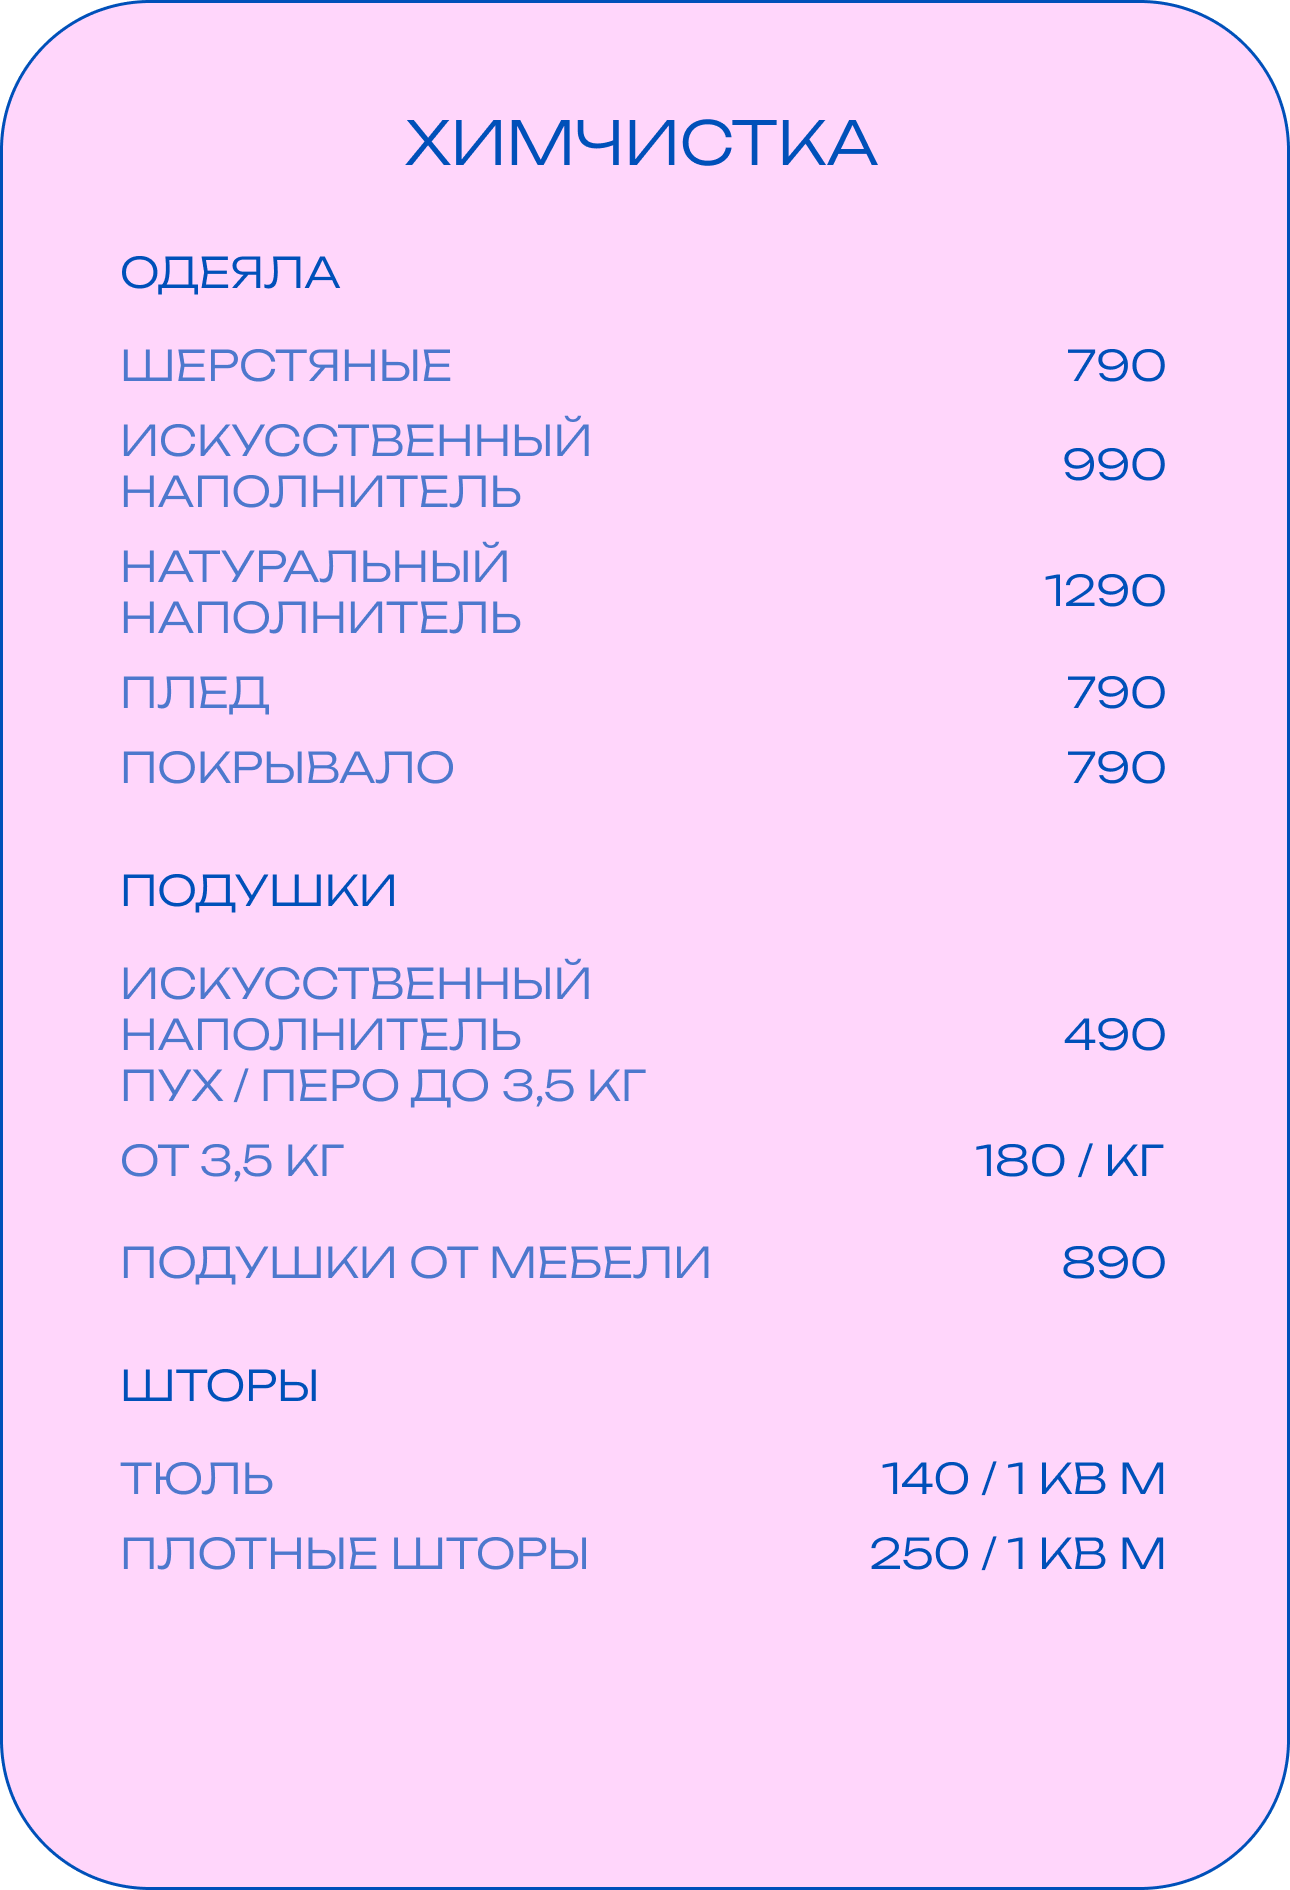 ХИМЧИСТКА
ОДЕЯЛА
ШЕРСТЯНЫЕ 790
ИСКУССТВЕННЫЙ
НАПОЛНИТЕЛЬ 990
НАТУРАЛЬНЫЙ
НАПОЛНИТЕЛЬ 1290
ПЛЕД 790
ПОКРЫВАЛО 790
ПОДУШКИ
ИСКУССТВЕННЫЙ
НАПОЛНИТЕЛЬ 490
ПУХ / ПЕРО ДО 3,5 КГ
ОТ 3,5 КГ 180 / КГ
ПОДУШКИ ОТ МЕБЕЛИ 890
ШТОРЫ
ТЮЛЬ 140 / 1 КВ М
ПЛОТНЫЕ ШТОРЫ 250 / 1 КВ М